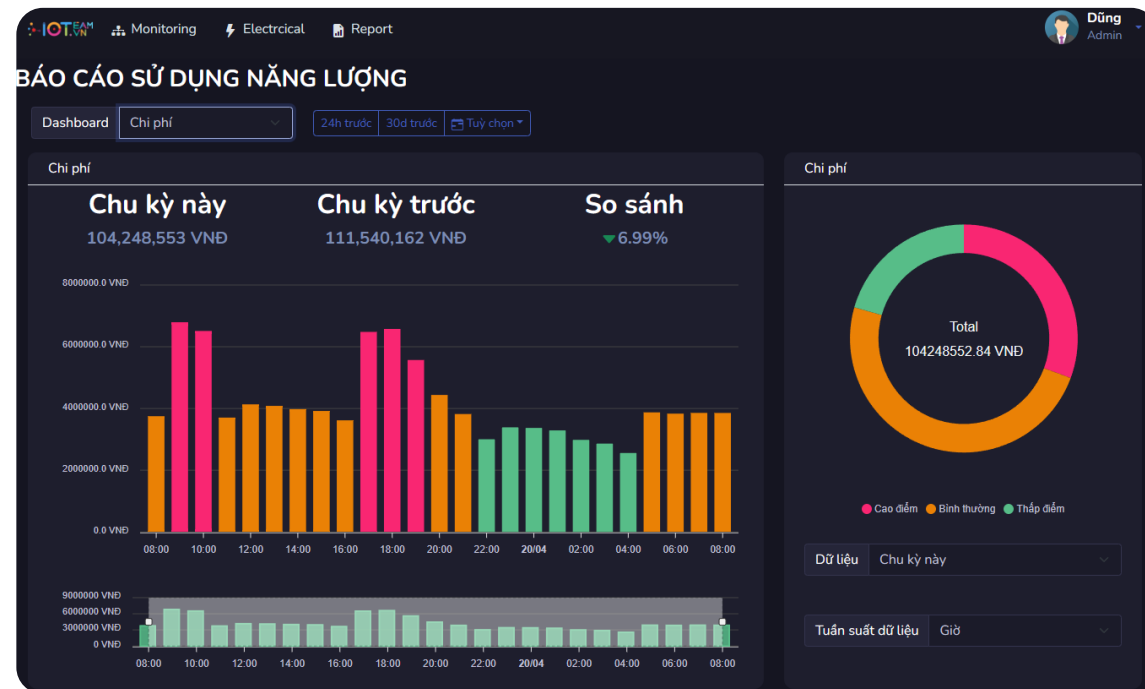 IOTEAM.VN Monitoring Electrcical Report Dũng
Admin
BÁO CÁO SỬ DỤNG NĂNG LƯỢNG
Dashboard Chi phí 24h trước 30d trước Tuỳ chọn
Chi phí
Chu kỳ này Chu kỳ trước So sánh
104,248,553 VNĐ 111,540,162 VNĐ 6.99%
8000000.0 VNĐ
6000000.0 VNĐ
4000000.0 VNĐ
2000000.0 VNĐ
0.0 VNĐ
08:00 10:00 12:00 14:00 16:00 18:00 20:00 22:00 20/04 02:00 04:00 06:00 08:00
9000000 VNĐ
6000000 VNĐ
3000000 VNĐ
0 VNĐ
08:00 10:00 12:00 14:00 16:00 18:00 20:00 22:00 20/04 02:00 04:00 06:00 08:00
Chi phí
Total
104248552.84 VNĐ
Cao điểm Bình thường Thấp điểm
Dữ liệu Chu kỳ này
Tuần suất dữ liệu Giờ